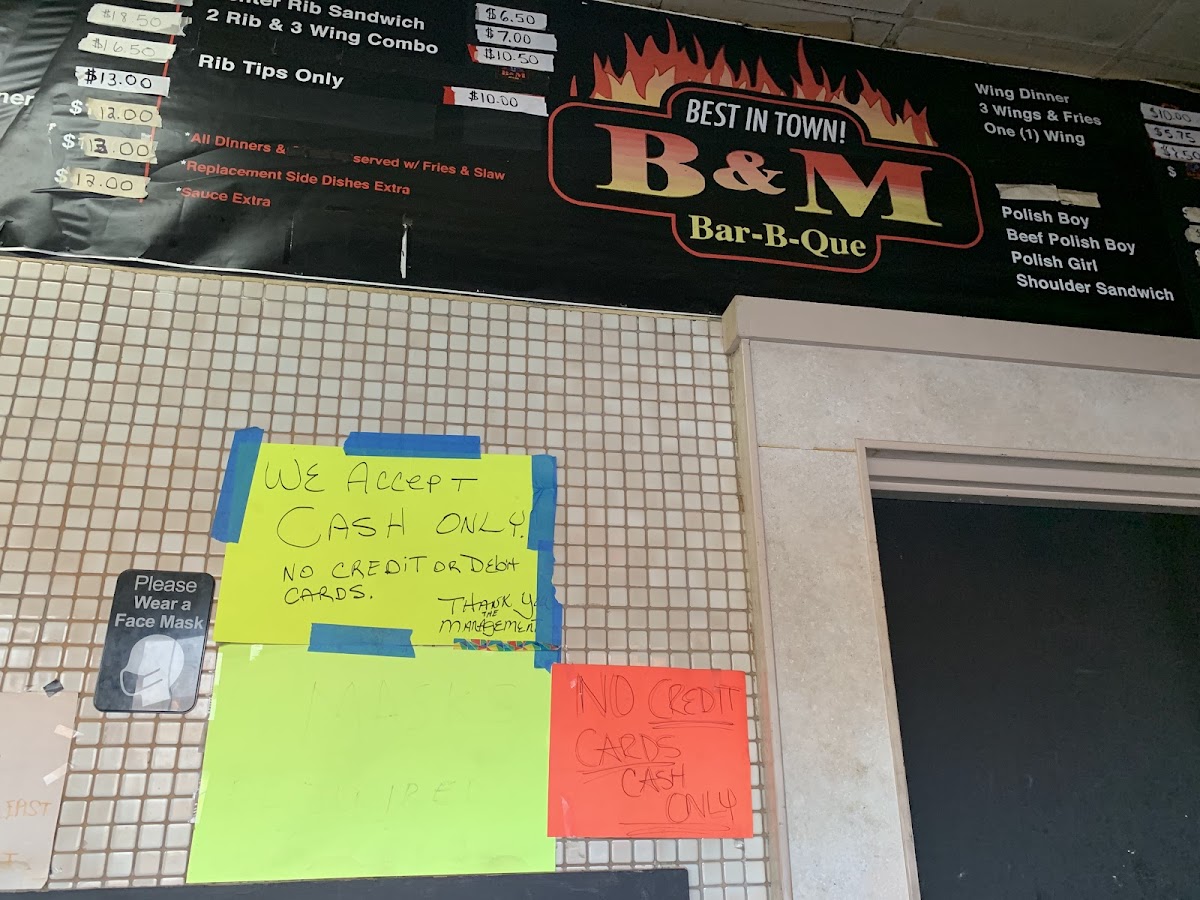 $18.50
$16.50
$13.00
$12.00
$13.00
$12.00
Rib Sandwich $6.50
2 Rib & 3 Wing Combo $7.00
$10.50
Rib Tips Only $10.00
*All Dinners & served w/ Fries & Slaw
*Replacement Side Dishes Extra
*Sauce Extra
BEST IN TOWN!
B&M
Bar-B-Que
Wing Dinner $10.00
3 Wings & Fries $5.75
One (1) Wing
$
Polish Boy
Beef Polish Boy
Polish Girl
Shoulder Sandwich
WE ACCEPT
CASH ONLY.
NO CREDIT OR DEBIT
CARDS.
THANK
THE
MANAGEMENT
Please
Wear a
Face Mask
NO CREDIT
CARDS
CASH
ONLY
EAST